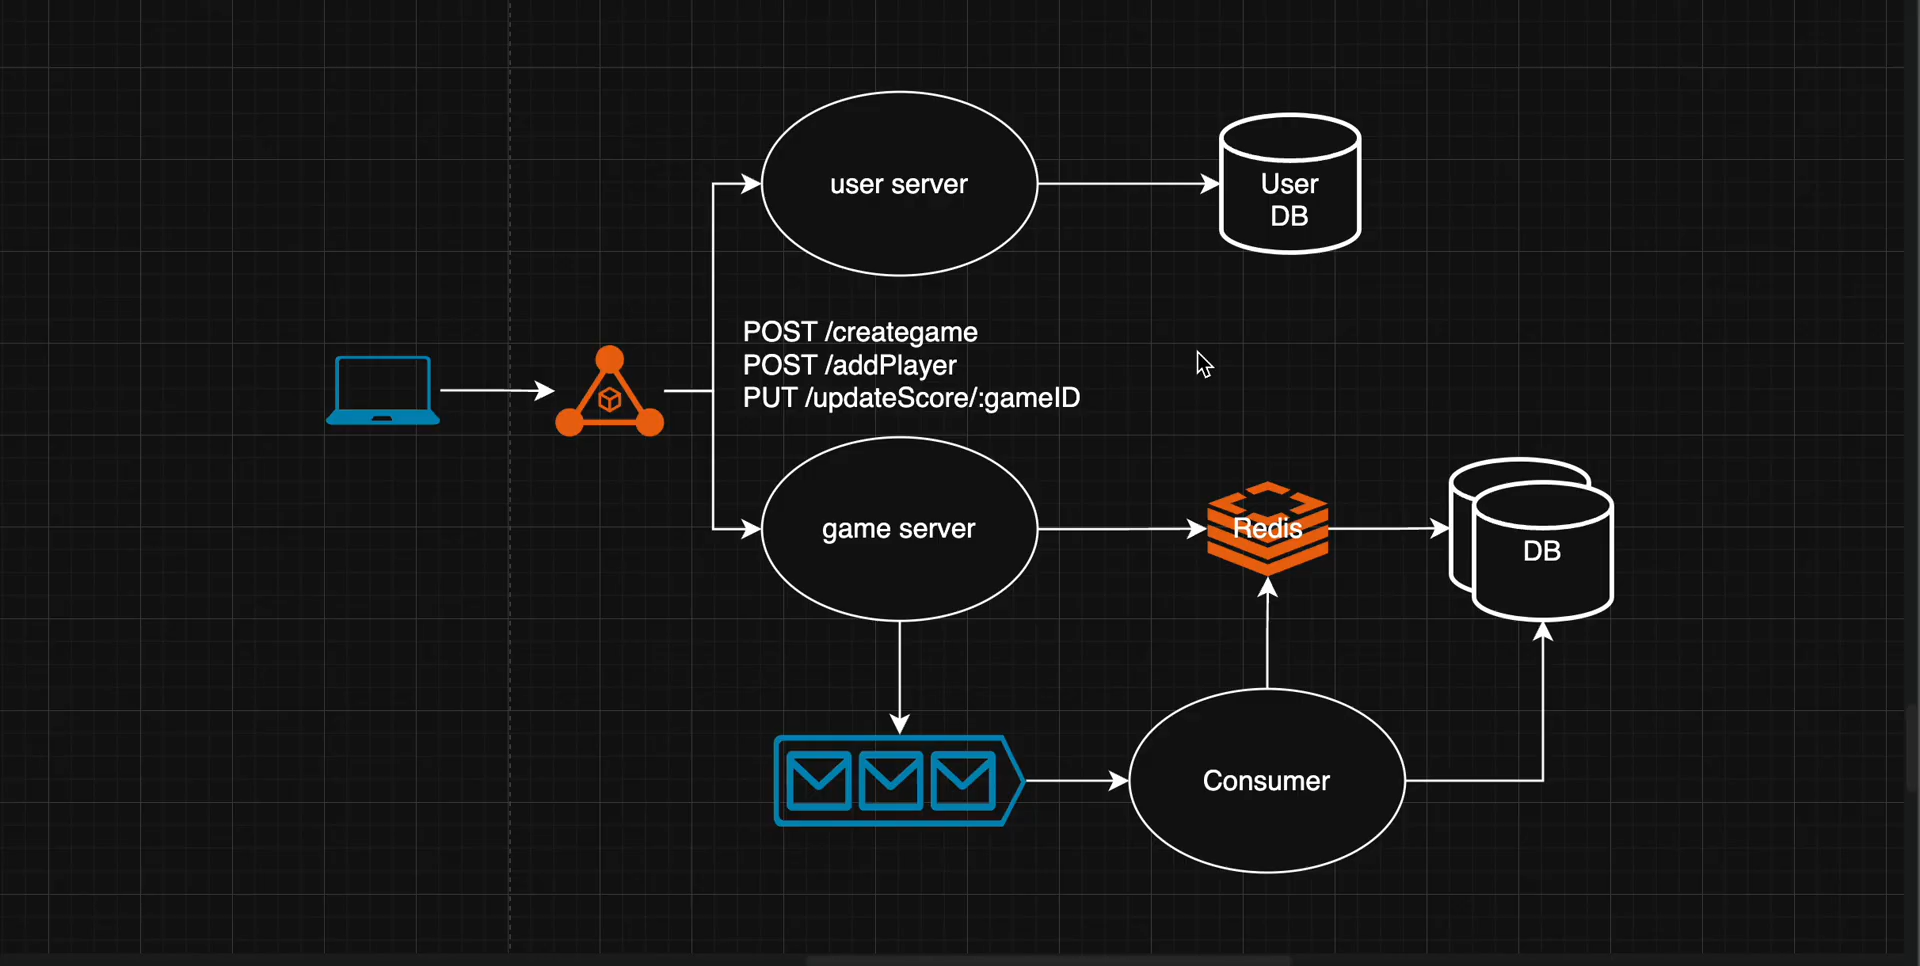 user server
User
DB
POST /creategame
POST /addPlayer
PUT /updateScore/:gameID
game server
Redis
DB
Consumer